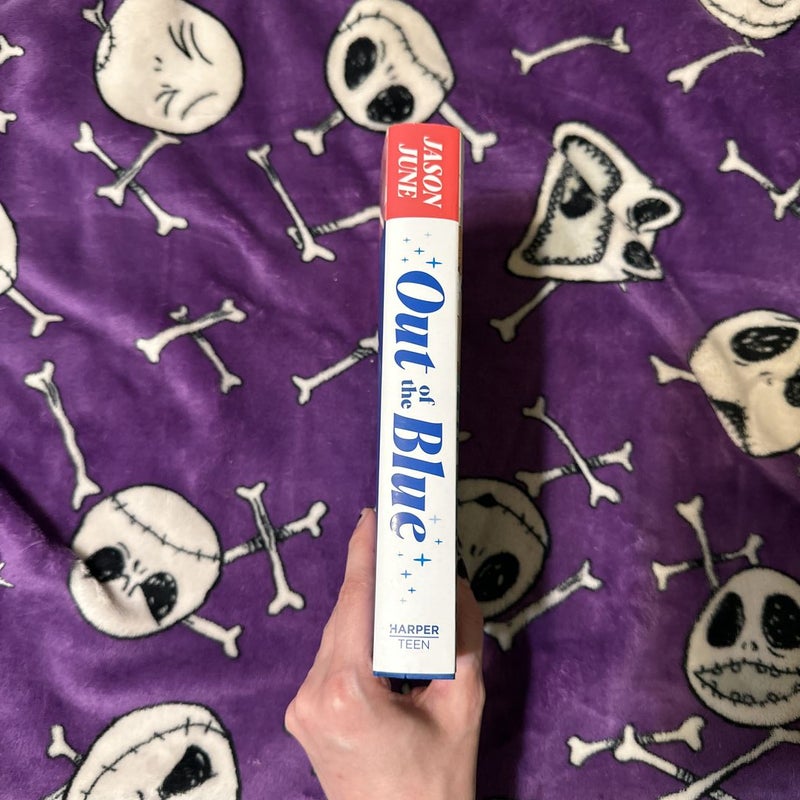 JASON
JUNE
Out
of
the
Blue
HARPER
TEEN